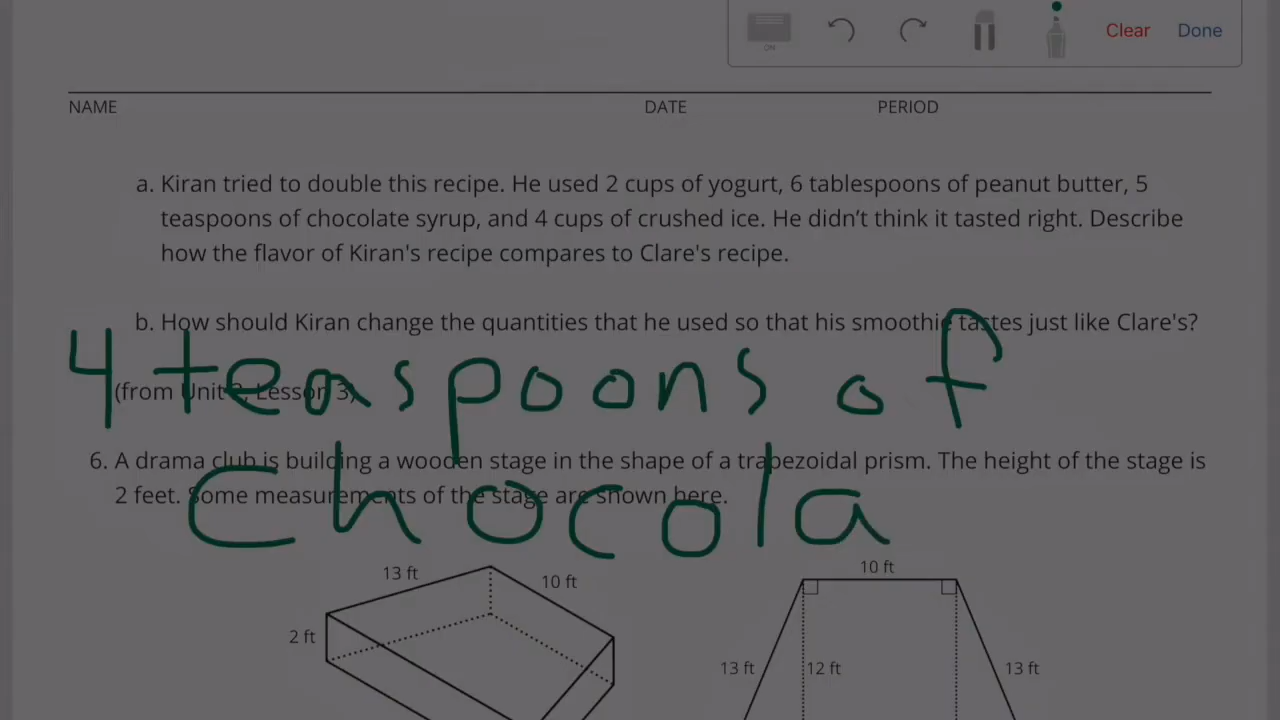 ON
Clear
Done
NAME
DATE
PERIOD
a. Kiran tried to double this recipe. He used 2 cups of yogurt, 6 tablespoons of peanut butter, 5
teaspoons of chocolate syrup, and 4 cups of crushed ice. He didn't think it tasted right. Describe
how the flavor of Kiran's recipe compares to Clare's recipe.
b. How should Kiran change the quantities that he used so that his smoothie tastes just like Clare's?
4 teaspoons of
(from Unit 2, Lesson 3)
chocola
6. A drama club is building a wooden stage in the shape of a trapezoidal prism. The height of the stage is
2 feet. Some measurements of the stage are shown here.
13 ft
10 ft
2 ft
10 ft
13 ft
12 ft
13 ft